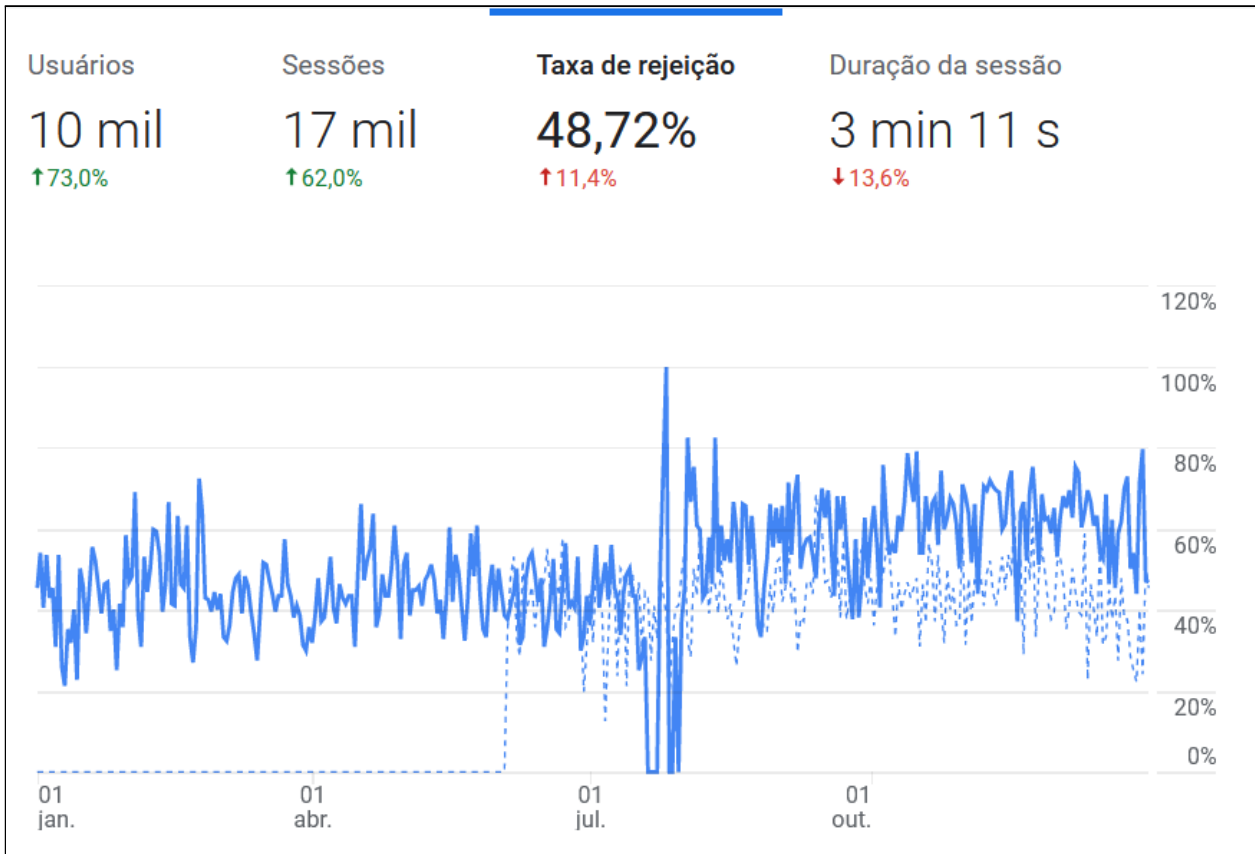 Usuários Sessões Taxa de rejeição Duração da sessão
10 mil 17 mil 48,72% 3 min 11 s
↑73,0% ↑62,0% ↑11,4% ↓13,6%
120%
100%
80%
60%
40%
20%
0%
01 01 01 01
jan. abr. jul. out.